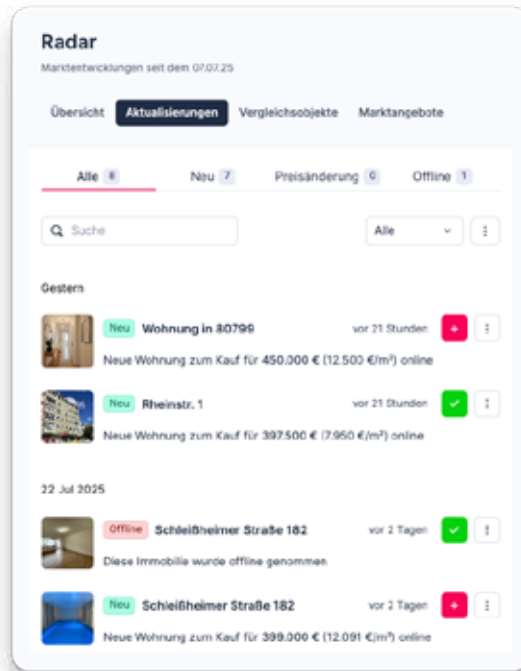 Radar
Marktentwicklungen seit dem 07.07.25
Übersicht Aktualisierungen Vergleichsobjekte Marktangebote
Alle 8 Neu 7 Preisänderung 0 Offline 1
Suche Alle
Gestern
Neu Wohnung in 80799 vor 21 Stunden
Neue Wohnung zum Kauf für 450.000 € (12.500 €/m²) online
Neu Rheinstr. 1 vor 21 Stunden
Neue Wohnung zum Kauf für 397.500 € (7.950 €/m²) online
22 Jul 2025
Offline Schleißheimer Straße 182 vor 2 Tagen
Diese Immobilie wurde offline genommen
Neu Schleißheimer Straße 182 vor 2 Tagen
Neue Wohnung zum Kauf für 399.000 € (12.091 €/m²) online